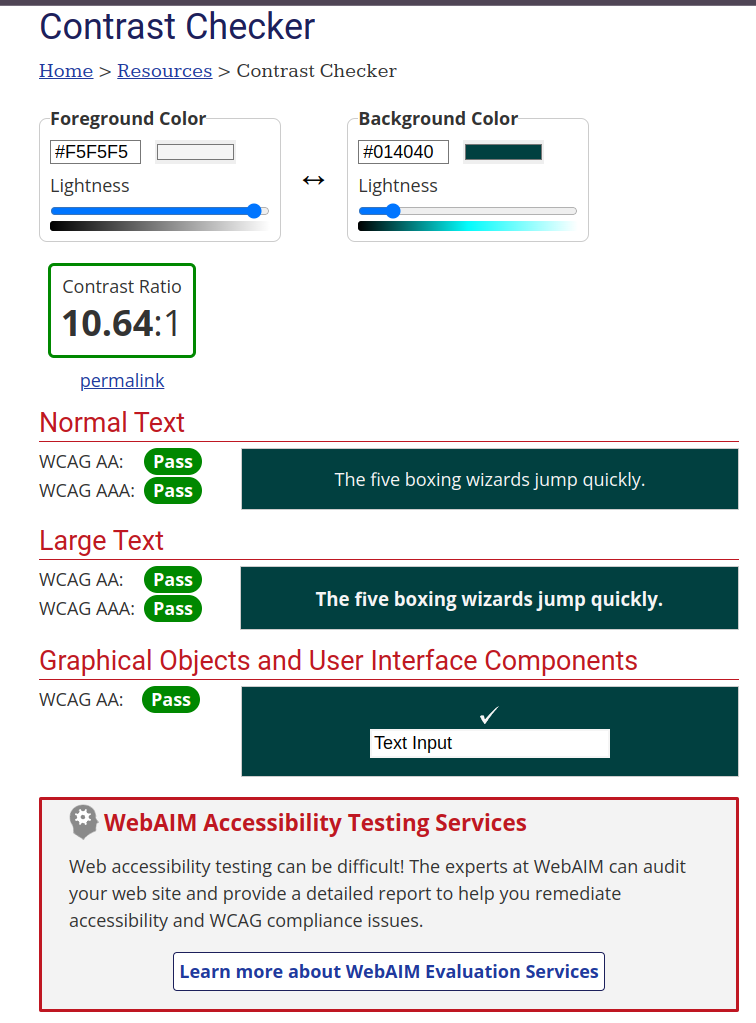 Contrast Checker
Home > Resources > Contrast Checker
Foreground Color
#F5F5F5
Lightness
↔
Background Color
#014040
Lightness
Contrast Ratio
10.64:1
permalink
Normal Text
WCAG AA: Pass
WCAG AAA: Pass
The five boxing wizards jump quickly.
Large Text
WCAG AA: Pass
WCAG AAA: Pass
The five boxing wizards jump quickly.
Graphical Objects and User Interface Components
WCAG AA: Pass
✓
Text Input
WebAIM Accessibility Testing Services
Web accessibility testing can be difficult! The experts at WebAIM can audit
your web site and provide a detailed report to help you remediate
accessibility and WCAG compliance issues.
Learn more about WebAIM Evaluation Services